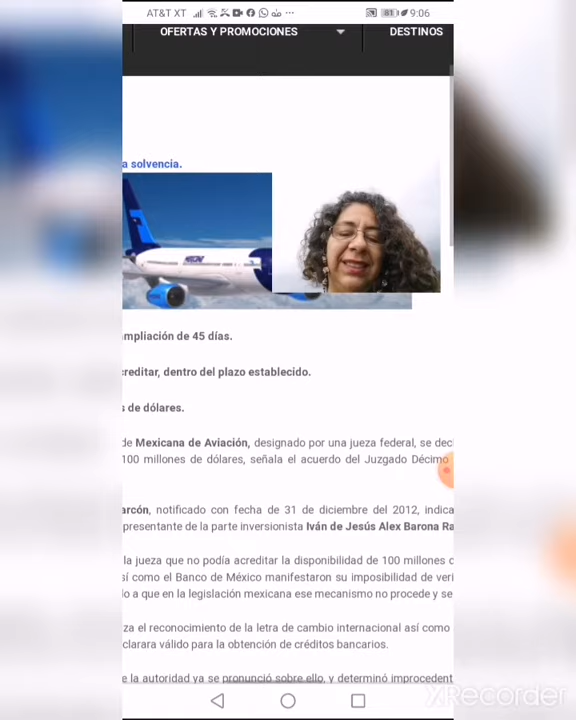 AT&T XT 81 9:06
OFERTAS Y PROMOCIONES DESTINOS
a solvencia.
ampliación de 45 días.
creditar, dentro del plazo establecido.
s de dólares.
de Mexicana de Aviación, designado por una jueza federal, se decl
100 millones de dólares, señala el acuerdo del Juzgado Décimo
arcón, notificado con fecha de 31 de diciembre del 2012, indica
presentante de la parte inversionista Iván de Jesús Alex Barona Ra
la jueza que no podía acreditar la disponibilidad de 100 millones d
sí como el Banco de México manifestaron su imposibilidad de veri
lo a que en la legislación mexicana ese mecanismo no procede y se
za el reconocimiento de la letra de cambio internacional así como
clarara válido para la obtención de créditos bancarios.
e la autoridad ya se pronunció sobre ello, y determinó improcedent
XRecorder